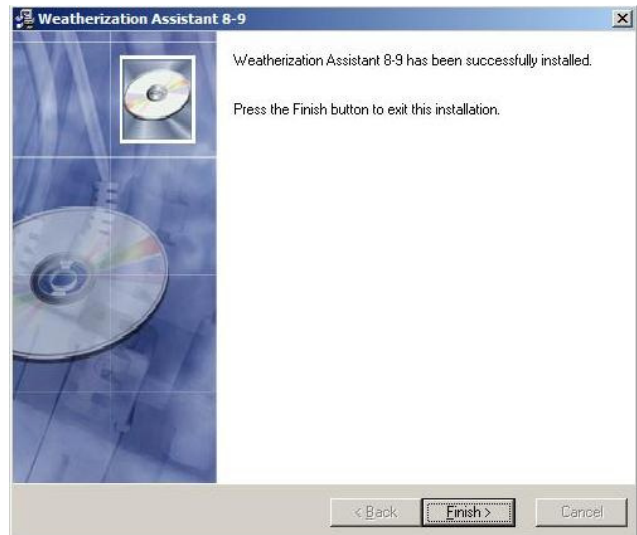 Weatherization Assistant 8-9
Weatherization Assistant 8-9 has been successfully installed.
Press the Finish button to exit this installation.
< Back
Finish >
Cancel